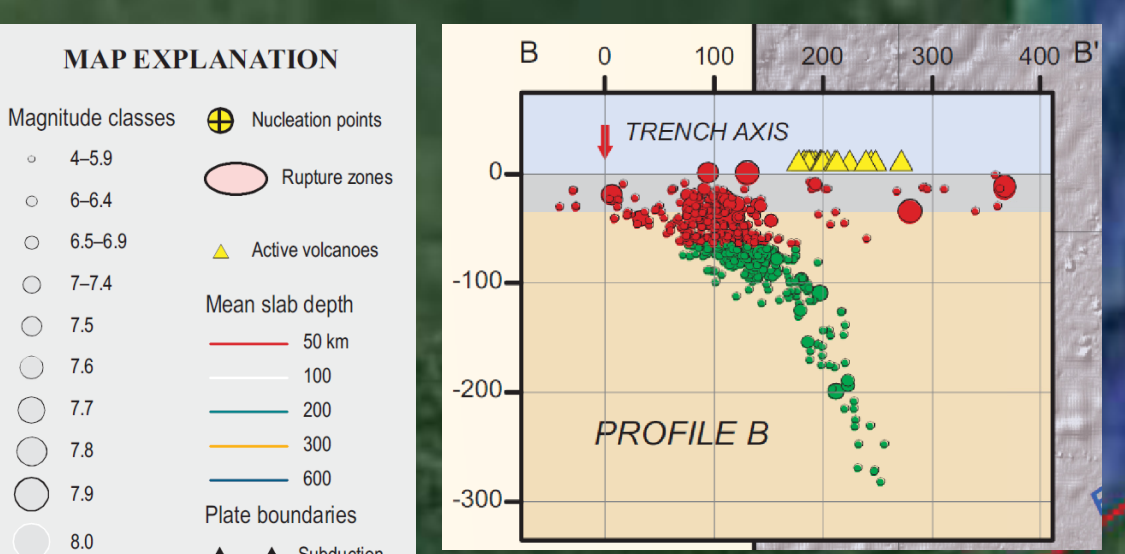 MAP EXPLANATION
Magnitude classes
4–5.9
6–6.4
6.5–6.9
7–7.4
7.5
7.6
7.7
7.8
7.9
8.0
Nucleation points
Rupture zones
Active volcanoes
Mean slab depth
50 km
100
200
300
600
Plate boundaries
Subduction
B 0 100 200 300 400 B'
TRENCH AXIS
0
-100
-200
-300
PROFILE B